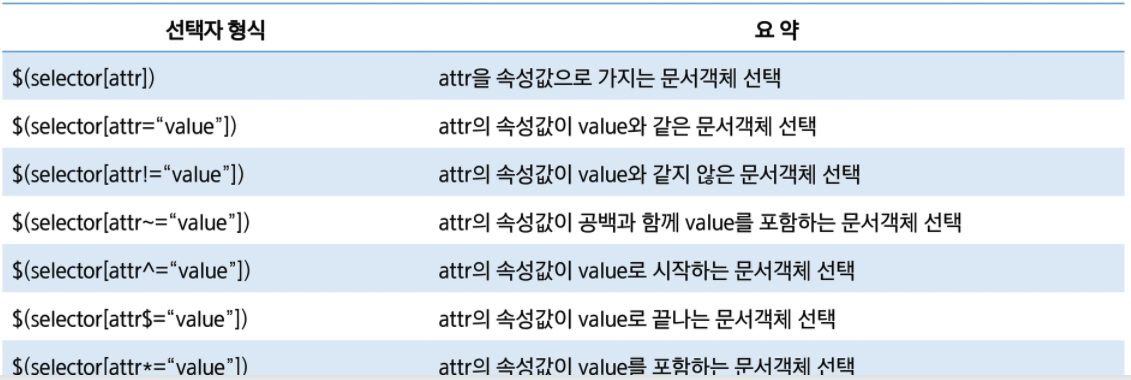 선택자 형식 요 약
$(selector[attr]) attr을 속성값으로 가지는 문서객체 선택
$(selector[attr=“value”]) attr의 속성값이 value와 같은 문서객체 선택
$(selector[attr!=“value”]) attr의 속성값이 value와 같지 않은 문서객체 선택
$(selector[attr~=“value”]) attr의 속성값이 공백과 함께 value를 포함하는 문서객체 선택
$(selector[attr^=“value”]) attr의 속성값이 value로 시작하는 문서객체 선택
$(selector[attr$=“value”]) attr의 속성값이 value로 끝나는 문서객체 선택
$(selector[attr*=“value”]) attr의 속성값이 value를 포함하는 문서객체 선택